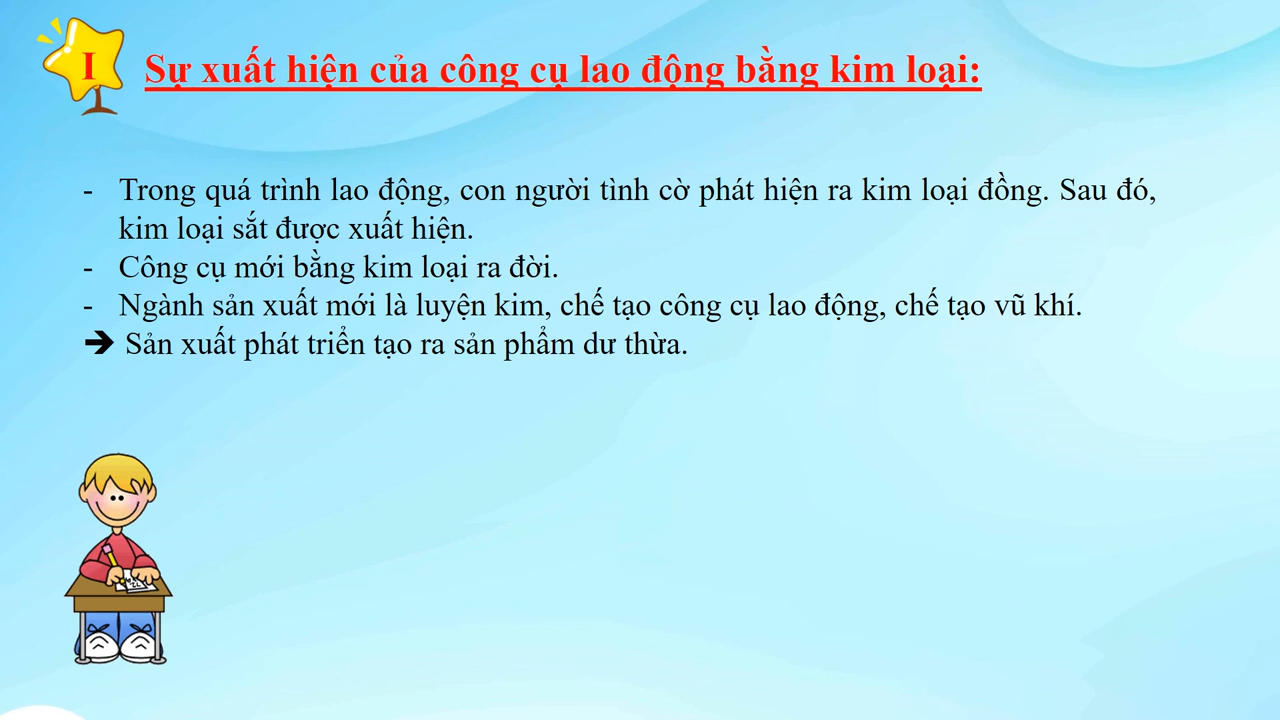 I
Sự xuất hiện của công cụ lao động bằng kim loại:
- Trong quá trình lao động, con người tình cờ phát hiện ra kim loại đồng. Sau đó,
kim loại sắt được xuất hiện.
- Công cụ mới bằng kim loại ra đời.
- Ngành sản xuất mới là luyện kim, chế tạo công cụ lao động, chế tạo vũ khí.
➔ Sản xuất phát triển tạo ra sản phẩm dư thừa.